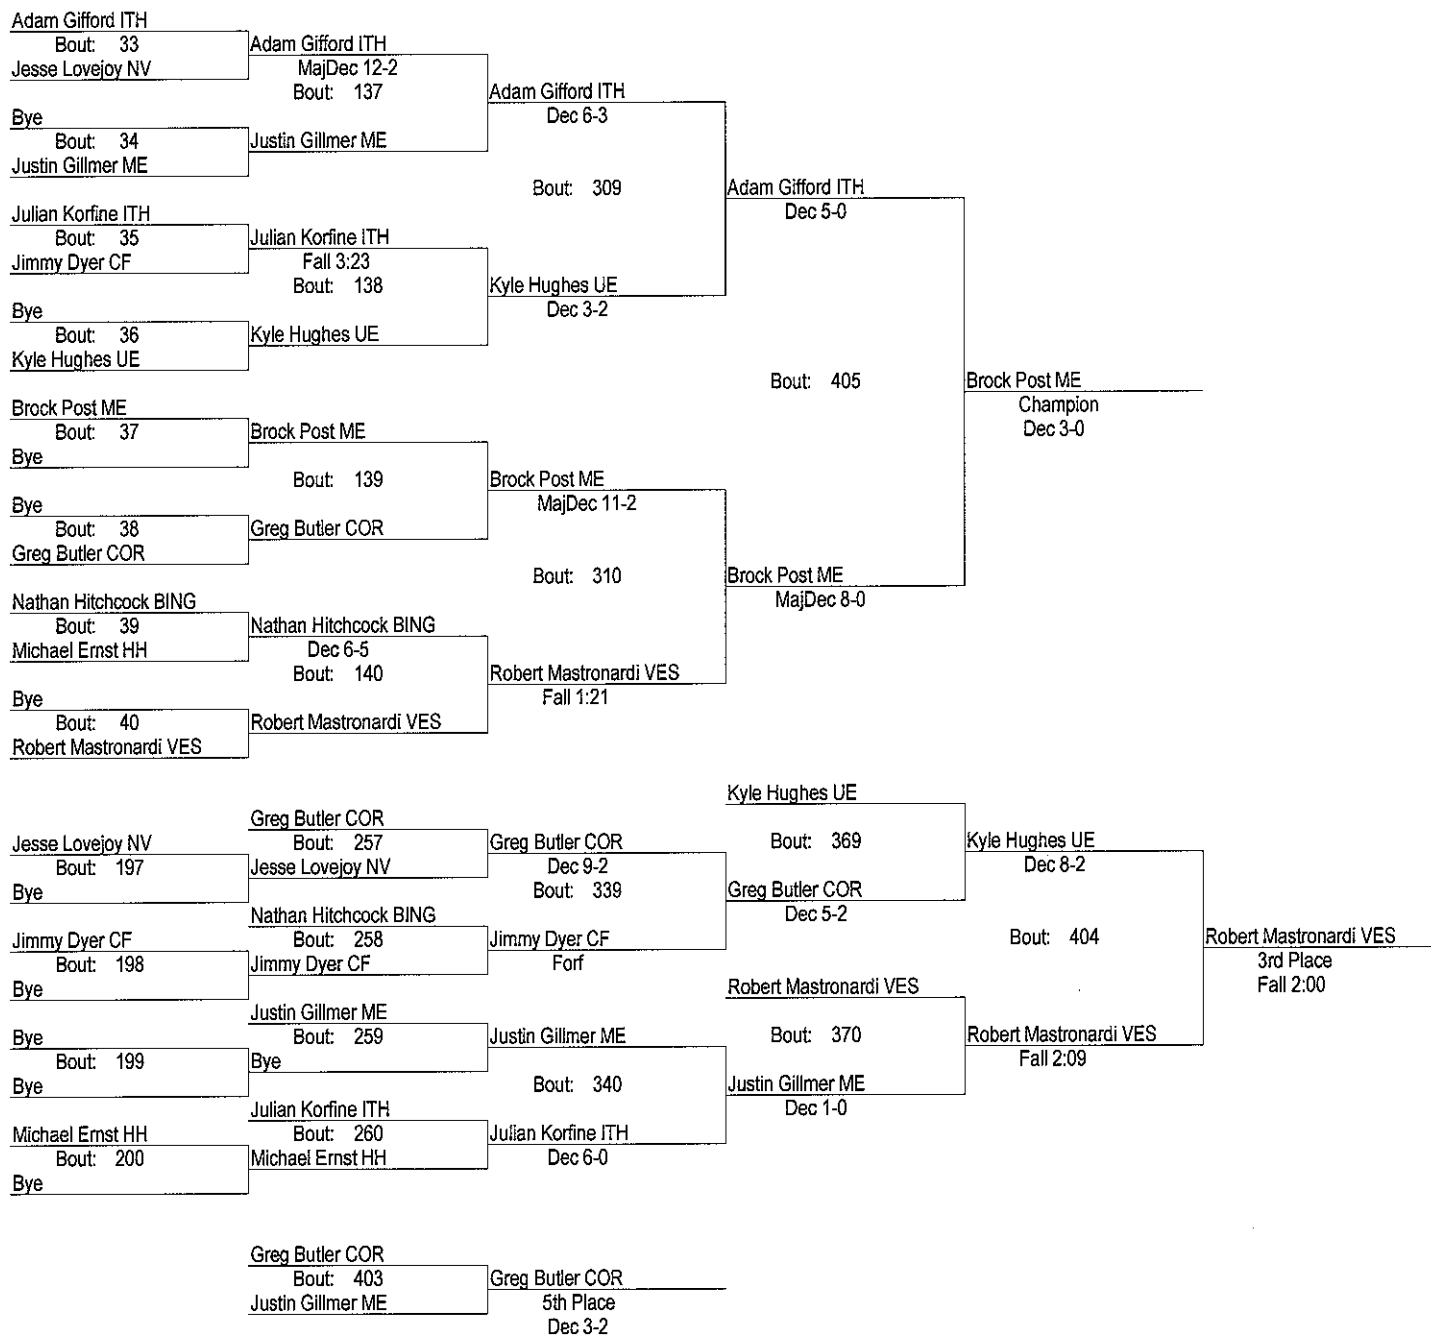 Adam Gifford ITH
Bout: 33
Jesse Lovejoy NV
Bye
Bout: 34
Justin Gillmer ME
Julian Korfine ITH
Bout: 35
Jimmy Dyer CF
Bye
Bout: 36
Kyle Hughes UE
Brock Post ME
Bout: 37
Bye
Bye
Bout: 38
Greg Butler COR
Nathan Hitchcock BING
Bout: 39
Michael Ernst HH
Bye
Bout: 40
Robert Mastronardi VES
Adam Gifford ITH
MajDec 12-2
Bout: 137
Justin Gillmer ME
Julian Korfine ITH
Fall 3:23
Bout: 138
Kyle Hughes UE
Brock Post ME
Bout: 139
Greg Butler COR
Nathan Hitchcock BING
Dec 6-5
Bout: 140
Robert Mastronardi VES
Adam Gifford ITH
Dec 6-3
Bout: 309
Kyle Hughes UE
Dec 3-2
Brock Post ME
MajDec 11-2
Bout: 310
Robert Mastronardi VES
Fall 1:21
Adam Gifford ITH
Dec 5-0
Bout: 405
Brock Post ME
MajDec 8-0
Brock Post ME
Champion
Dec 3-0
Jesse Lovejoy NV
Bout: 197
Bye
Jimmy Dyer CF
Bout: 198
Bye
Bye
Bout: 199
Bye
Michael Ernst HH
Bout: 200
Bye
Greg Butler COR
Bout: 257
Jesse Lovejoy NV
Nathan Hitchcock BING
Bout: 258
Jimmy Dyer CF
Justin Gillmer ME
Bout: 259
Bye
Julian Korfine ITH
Bout: 260
Michael Ernst HH
Greg Butler COR
Dec 9-2
Bout: 339
Jimmy Dyer CF
Forf
Justin Gillmer ME
Bout: 340
Julian Korfine ITH
Dec 6-0
Kyle Hughes UE
Bout: 369
Greg Butler COR
Dec 5-2
Robert Mastronardi VES
Bout: 370
Justin Gillmer ME
Dec 1-0
Kyle Hughes UE
Dec 8-2
Bout: 404
Robert Mastronardi VES
Fall 2:09
Robert Mastronardi VES
3rd Place
Fall 2:00
Greg Butler COR
Bout: 403
Justin Gillmer ME
Greg Butler COR
5th Place
Dec 3-2